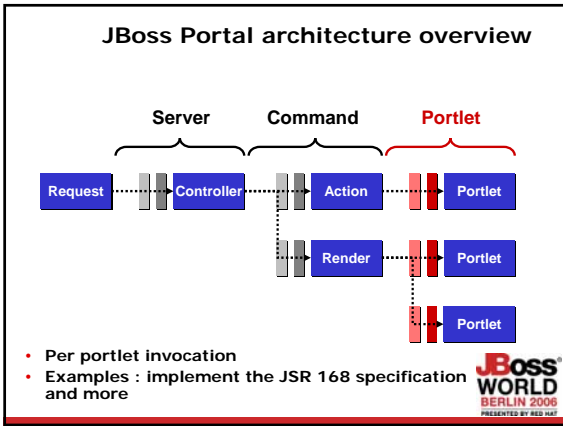 JBoss Portal architecture overview
Server Command Portlet
Request Controller Action Portlet
Render Portlet
Portlet
• Per portlet invocation
• Examples : implement the JSR 168 specification
and more
JBoss®
WORLD
BERLIN 2006
PRESENTED BY RED HAT